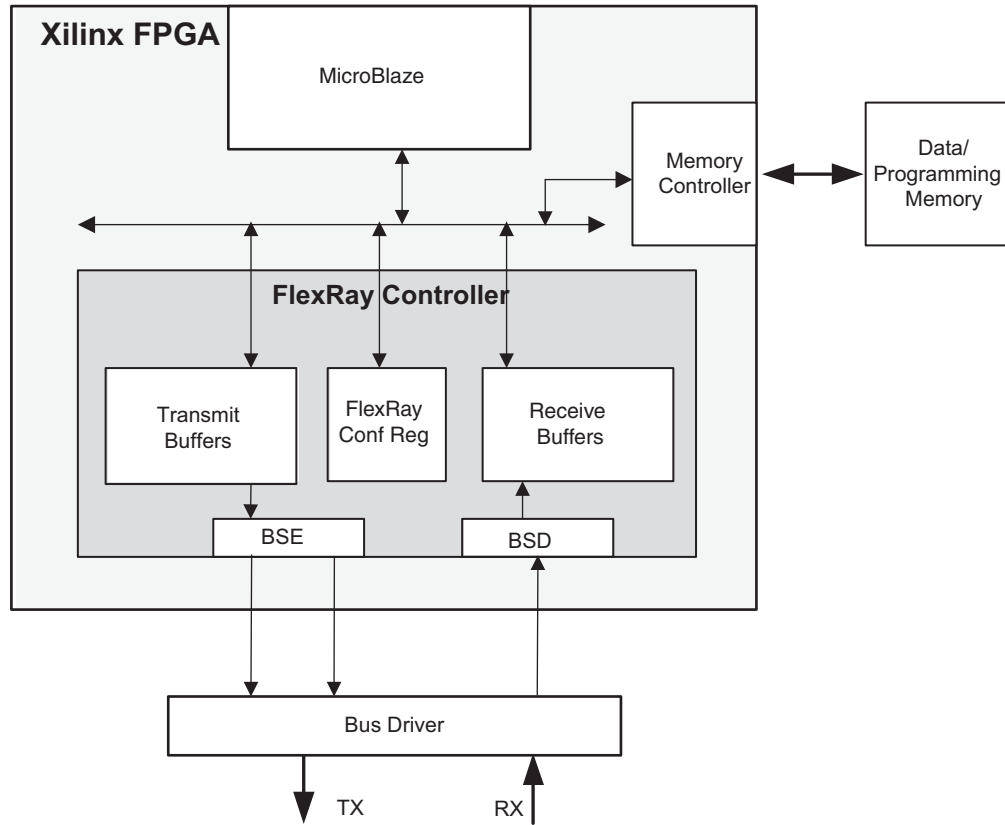 Xilinx FPGA
MicroBlaze
Memory
Controller
Data/
Programming
Memory
FlexRay Controller
Transmit
Buffers
FlexRay
Conf Reg
Receive
Buffers
BSE
BSD
Bus Driver
TX
RX